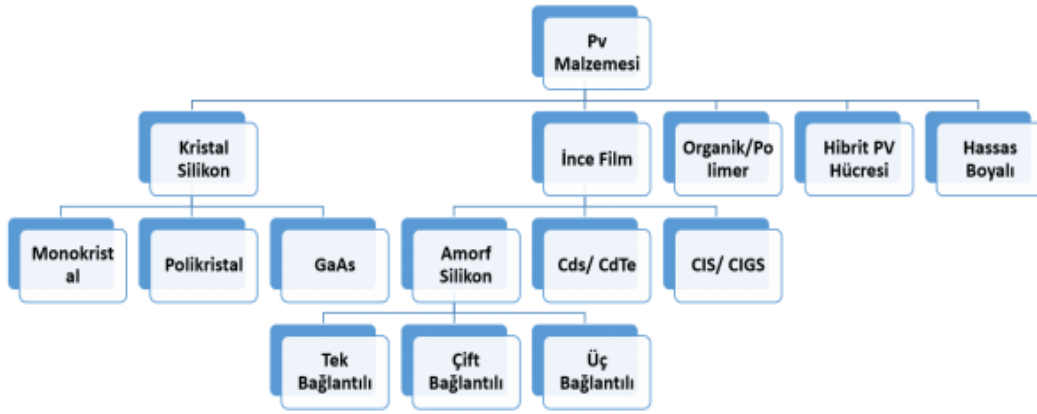 Pv
Malzemesi
Kristal
Silikon
İnce Film
Organik/Po
limer
Hibrit PV
Hücresi
Hassas
Boyalı
Monokrist
al
Polikristal
GaAs
Amorf
Silikon
Cds/ CdTe
CIS/ CIGS
Tek
Bağlantılı
Çift
Bağlantılı
Üç
Bağlantılı